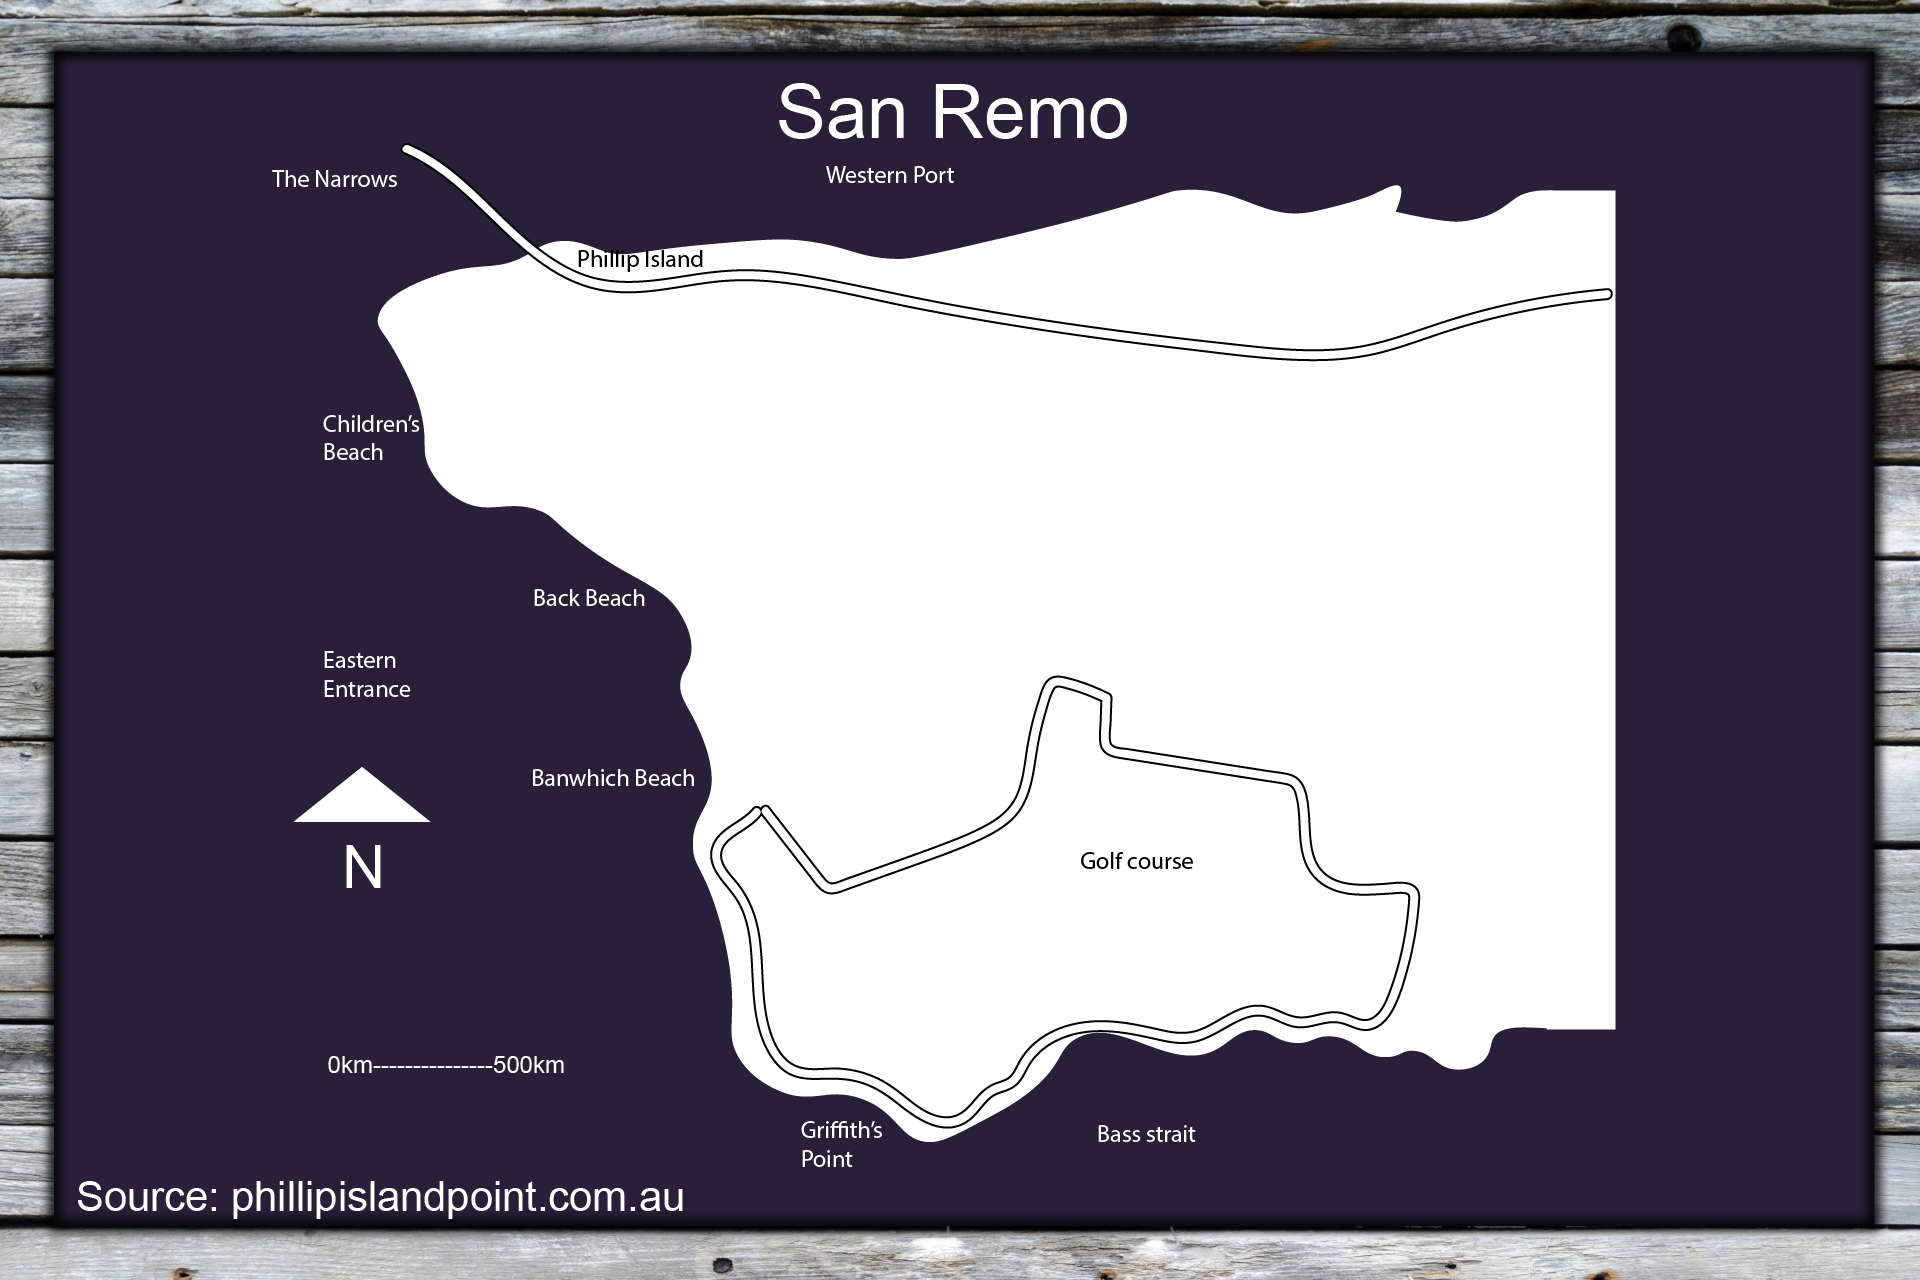 San Remo
Western Port
The Narrows
Phillip Island
Children’s
Beach
Back Beach
Eastern
Entrance
Banwhich Beach
N
Golf course
0km---------------500km
Griffith’s
Point
Bass strait
Source: phillipislandpoint.com.au